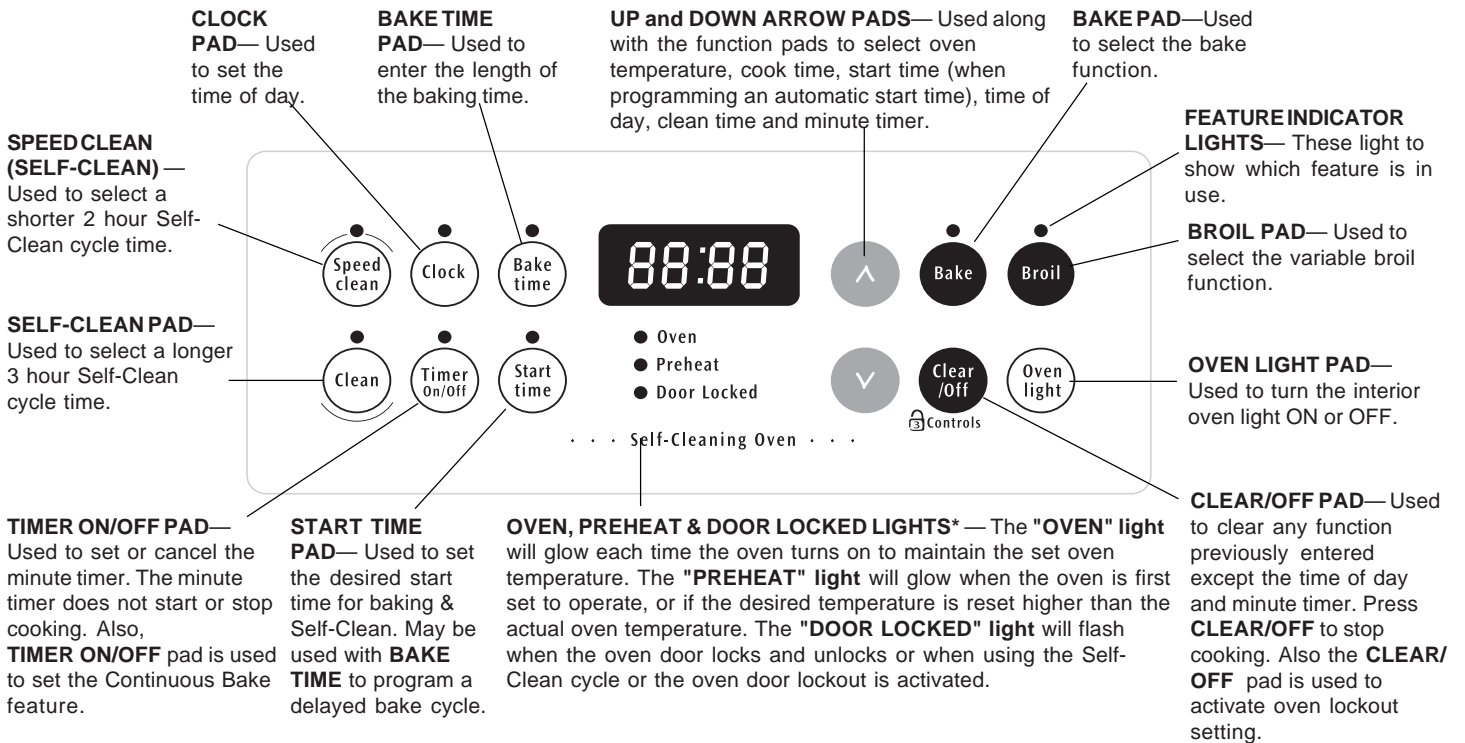 CLOCK
PAD— Used
to set the
time of day.
BAKE TIME
PAD— Used to
enter the length of
the baking time.
UP and DOWN ARROW PADS— Used along
with the function pads to select oven
temperature, cook time, start time (when
programming an automatic start time), time of
day, clean time and minute timer.
BAKE PAD—Used
to select the bake
function.
FEATURE INDICATOR
LIGHTS— These light to
show which feature is in
use.
SPEED CLEAN
(SELF-CLEAN) —
Used to select a
shorter 2 hour Self-
Clean cycle time.
BROIL PAD— Used to
select the variable broil
function.
Speed
clean
Clock
Bake
time
88:88
Bake
Broil
SELF-CLEAN PAD—
Used to select a longer
3 hour Self-Clean
cycle time.
Clean
Timer
On/Off
Start
time
Oven
Preheat
Door Locked
Clear
/Off
Oven
light
3 Controls
· · · Self-Cleaning Oven · · ·
OVEN LIGHT PAD—
Used to turn the interior
oven light ON or OFF.
TIMER ON/OFF PAD—
Used to set or cancel the
minute timer. The minute
timer does not start or stop
cooking. Also,
TIMER ON/OFF pad is used
to set the Continuous Bake
feature.
START TIME
PAD— Used to set
the desired start
time for baking &
Self-Clean. May be
used with BAKE
TIME to program a
delayed bake cycle.
OVEN, PREHEAT & DOOR LOCKED LIGHTS* — The "OVEN" light
will glow each time the oven turns on to maintain the set oven
temperature. The "PREHEAT" light will glow when the oven is first
set to operate, or if the desired temperature is reset higher than the
actual oven temperature. The "DOOR LOCKED" light will flash
when the oven door locks and unlocks or when using the Self-
Clean cycle or the oven door lockout is activated.
CLEAR/OFF PAD— Used
to clear any function
previously entered
except the time of day
and minute timer. Press
CLEAR/OFF to stop
cooking. Also the CLEAR/
OFF pad is used to
activate oven lockout
setting.